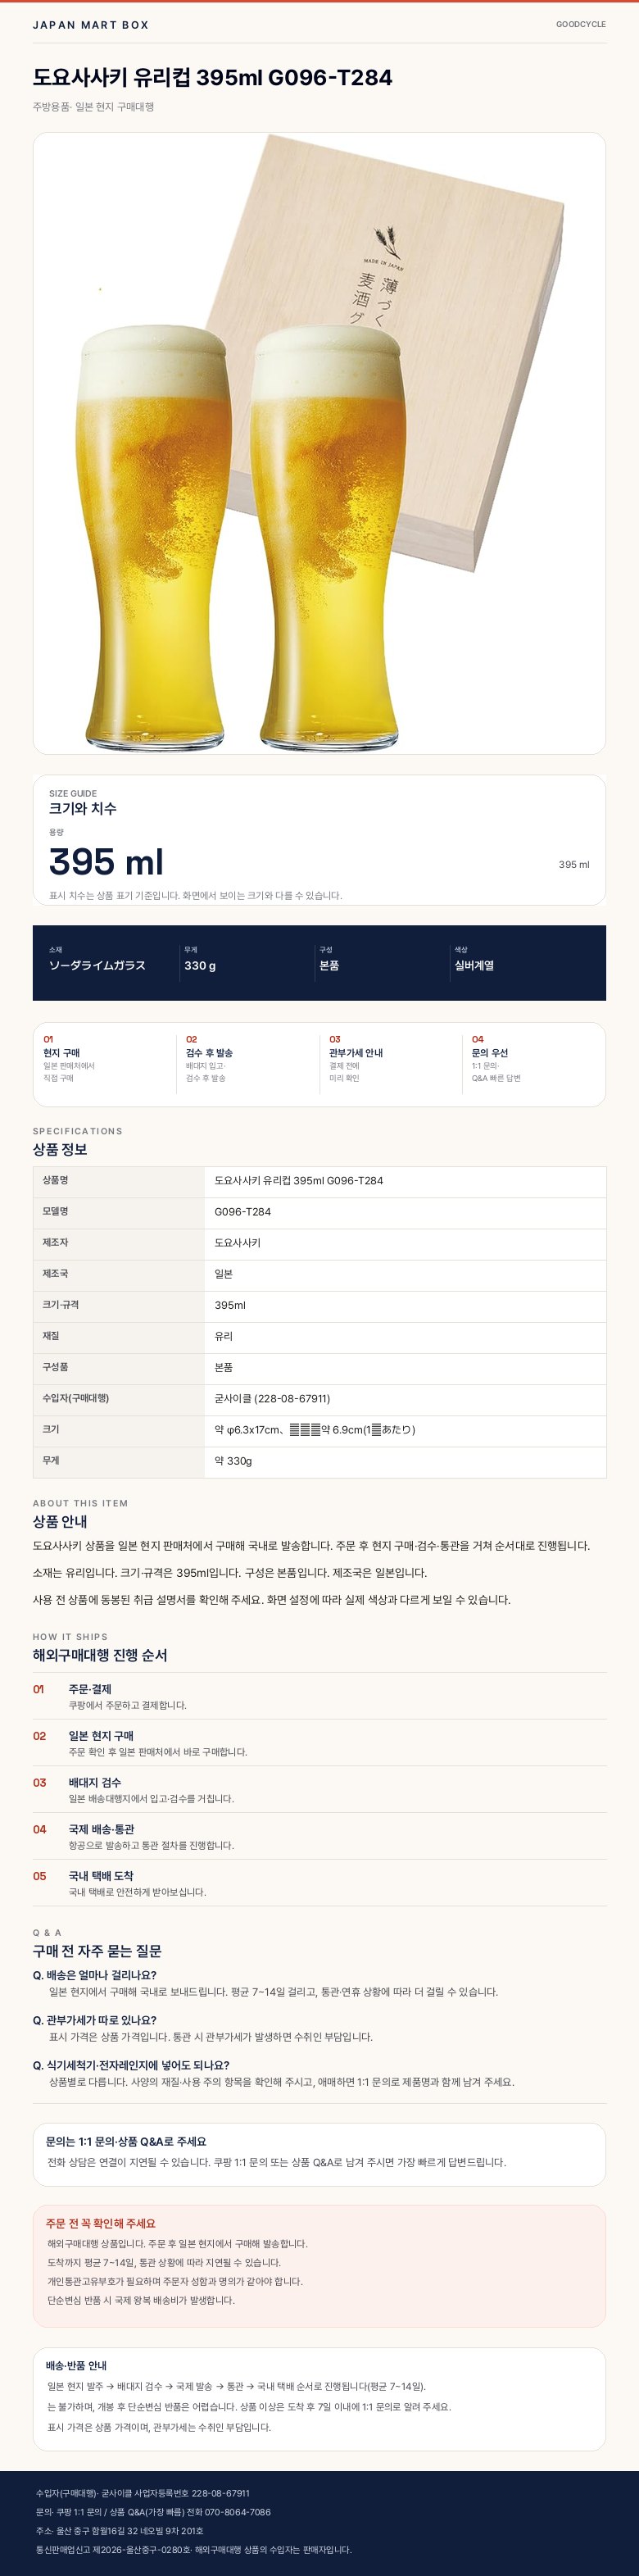 JAPAN MART BOX
GOODCYCLE
도요사사키 유리컵 395ml G096-T284
주방용품· 일본 현지 구매대행
MADE IN JAPAN
薄づく
麦酒グ
SIZE GUIDE
크기와 치수
용량
395 ml
395 ml
표시 치수는 상품 표기 기준입니다. 화면에서 보이는 크기와 다를 수 있습니다.
소재
ソーダライムガラス
무게
330 g
구성
본품
색상
실버계열
01
현지 구매
일본 판매처에서
직접 구매
02
검수 후 발송
배대지 입고·
검수 후 발송
03
관부가세 안내
결제 전에
미리 확인
04
문의 우선
1:1 문의·
Q&A 빠른 답변
SPECIFICATIONS
상품 정보
상품명 도요사사키 유리컵 395ml G096-T284
모델명 G096-T284
제조자 도요사사키
제조국 일본
크기·규격 395ml
재질 유리
구성품 본품
수입자(구매대행) 굳사이클 (228-08-67911)
크기 약 φ6.3x17cm、약 6.9cm(1あたり)
무게 약 330g
ABOUT THIS ITEM
상품 안내
도요사사키 상품을 일본 현지 판매처에서 구매해 국내로 발송합니다. 주문 후 현지 구매·검수·통관을 거쳐 순서대로 진행됩니다.
소재는 유리입니다. 크기·규격은 395ml입니다. 구성은 본품입니다. 제조국은 일본입니다.
사용 전 상품에 동봉된 취급 설명서를 확인해 주세요. 화면 설정에 따라 실제 색상과 다르게 보일 수 있습니다.
HOW IT SHIPS
해외구매대행 진행 순서
01 주문·결제
쿠팡에서 주문하고 결제합니다.
02 일본 현지 구매
주문 확인 후 일본 판매처에서 바로 구매합니다.
03 배대지 검수
일본 배송대행지에서 입고·검수를 거칩니다.
04 국제 배송·통관
항공으로 발송하고 통관 절차를 진행합니다.
05 국내 택배 도착
국내 택배로 안전하게 받아보십니다.
Q & A
구매 전 자주 묻는 질문
Q. 배송은 얼마나 걸리나요?
일본 현지에서 구매해 국내로 보내드립니다. 평균 7~14일 걸리고, 통관·연휴 상황에 따라 더 걸릴 수 있습니다.
Q. 관부가세가 따로 있나요?
표시 가격은 상품 가격입니다. 통관 시 관부가세가 발생하면 수취인 부담입니다.
Q. 식기세척기·전자레인지에 넣어도 되나요?
상품별로 다릅니다. 사양의 재질·사용 주의 항목을 확인해 주시고, 애매하면 1:1 문의로 제품명과 함께 남겨 주세요.
문의는 1:1 문의·상품 Q&A로 주세요
전화 상담은 연결이 지연될 수 있습니다. 쿠팡 1:1 문의 또는 상품 Q&A로 남겨 주시면 가장 빠르게 답변드립니다.
주문 전 꼭 확인해 주세요
해외구매대행 상품입니다. 주문 후 일본 현지에서 구매해 발송합니다.
도착까지 평균 7~14일, 통관 상황에 따라 지연될 수 있습니다.
개인통관고유부호가 필요하며 주문자 성함과 명의가 같아야 합니다.
단순변심 반품 시 국제 왕복 배송비가 발생합니다.
배송·반품 안내
일본 현지 발주 → 배대지 검수 → 국제 발송 → 통관 → 국내 택배 순서로 진행됩니다(평균 7~14일).
는 불가하며, 개봉 후 단순변심 반품은 어렵습니다. 상품 이상은 도착 후 7일 이내에 1:1 문의로 알려 주세요.
표시 가격은 상품 가격이며, 관부가세는 수취인 부담입니다.
수입자(구매대행)· 굳사이클 사업자등록번호 228-08-67911
문의· 쿠팡 1:1 문의 / 상품 Q&A(가장 빠름) 전화 070-8064-7086
주소· 울산 중구 함월16길 32 네오빌 9차 201호
통신판매업신고 제2026-울산중구-0280호· 해외구매대행 상품의 수입자는 판매자입니다.